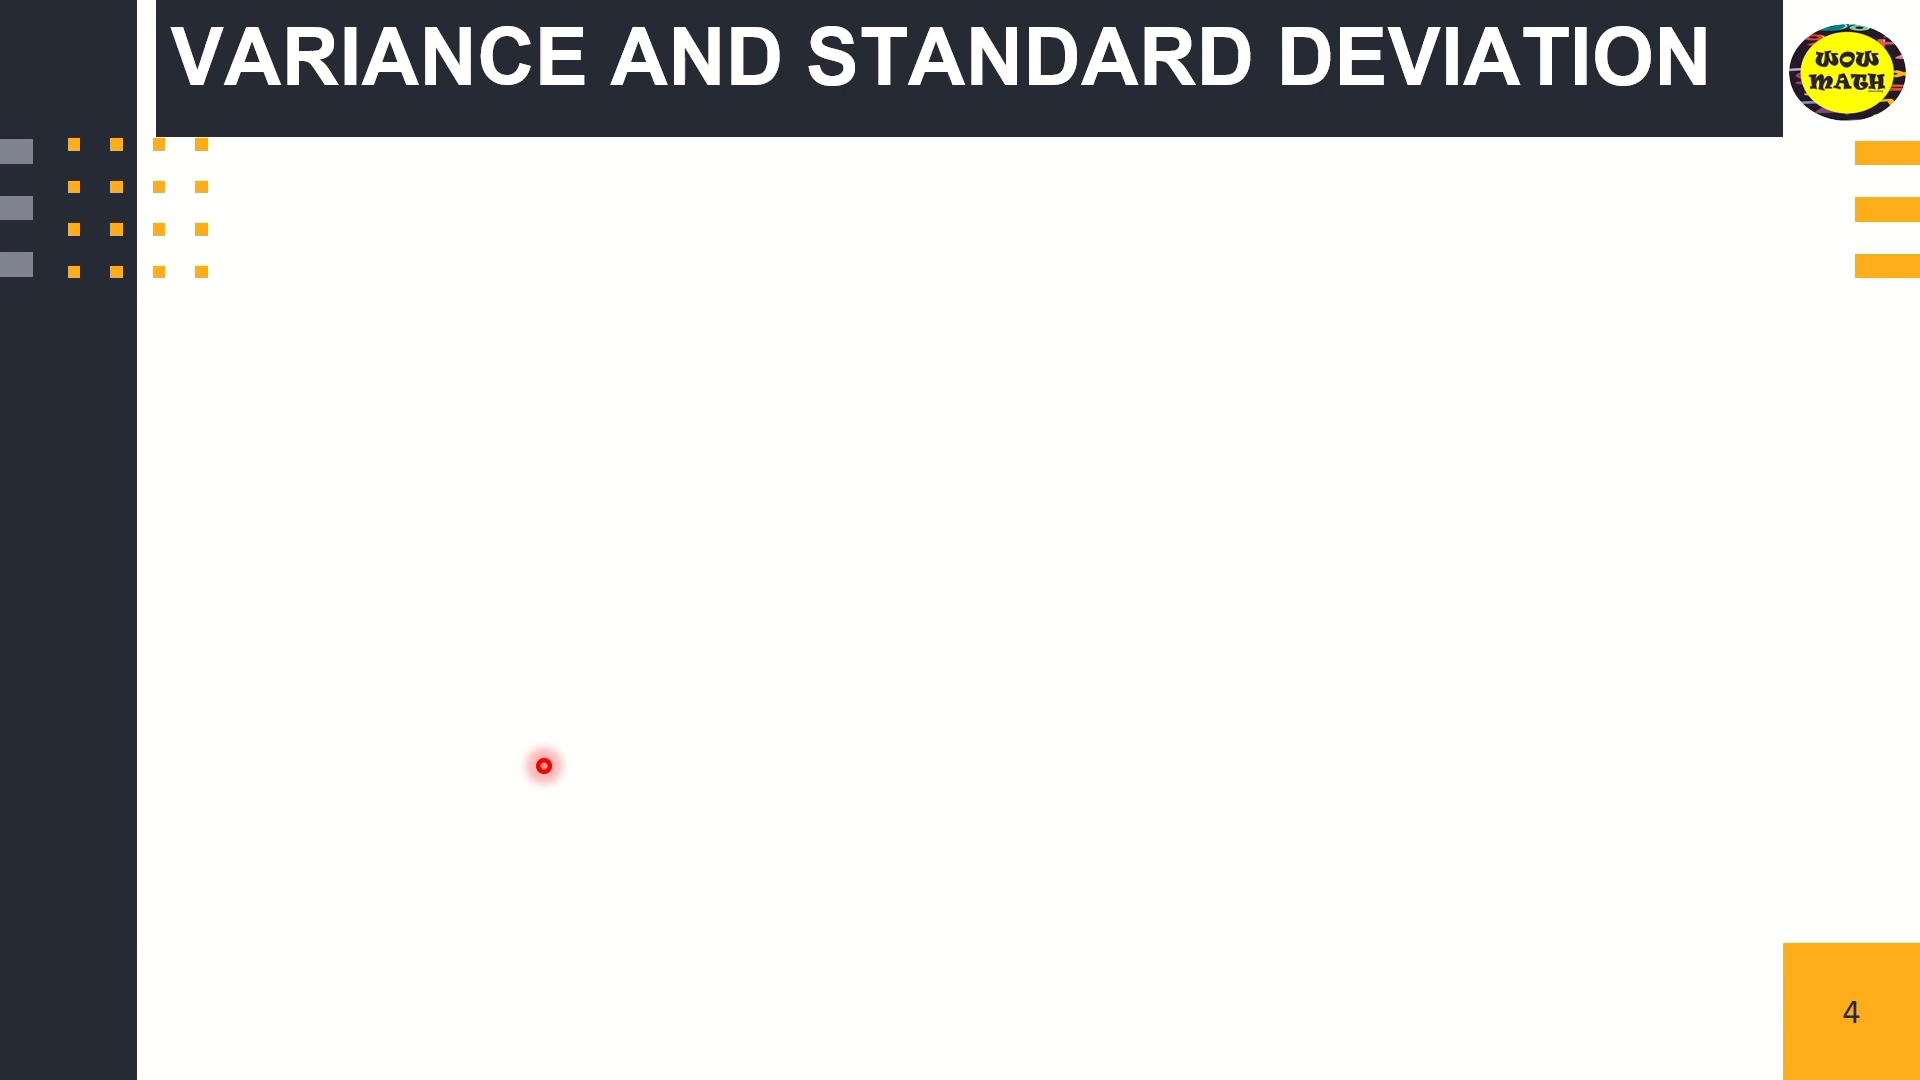 VARIANCE AND STANDARD DEVIATION
WOW
MATH
4